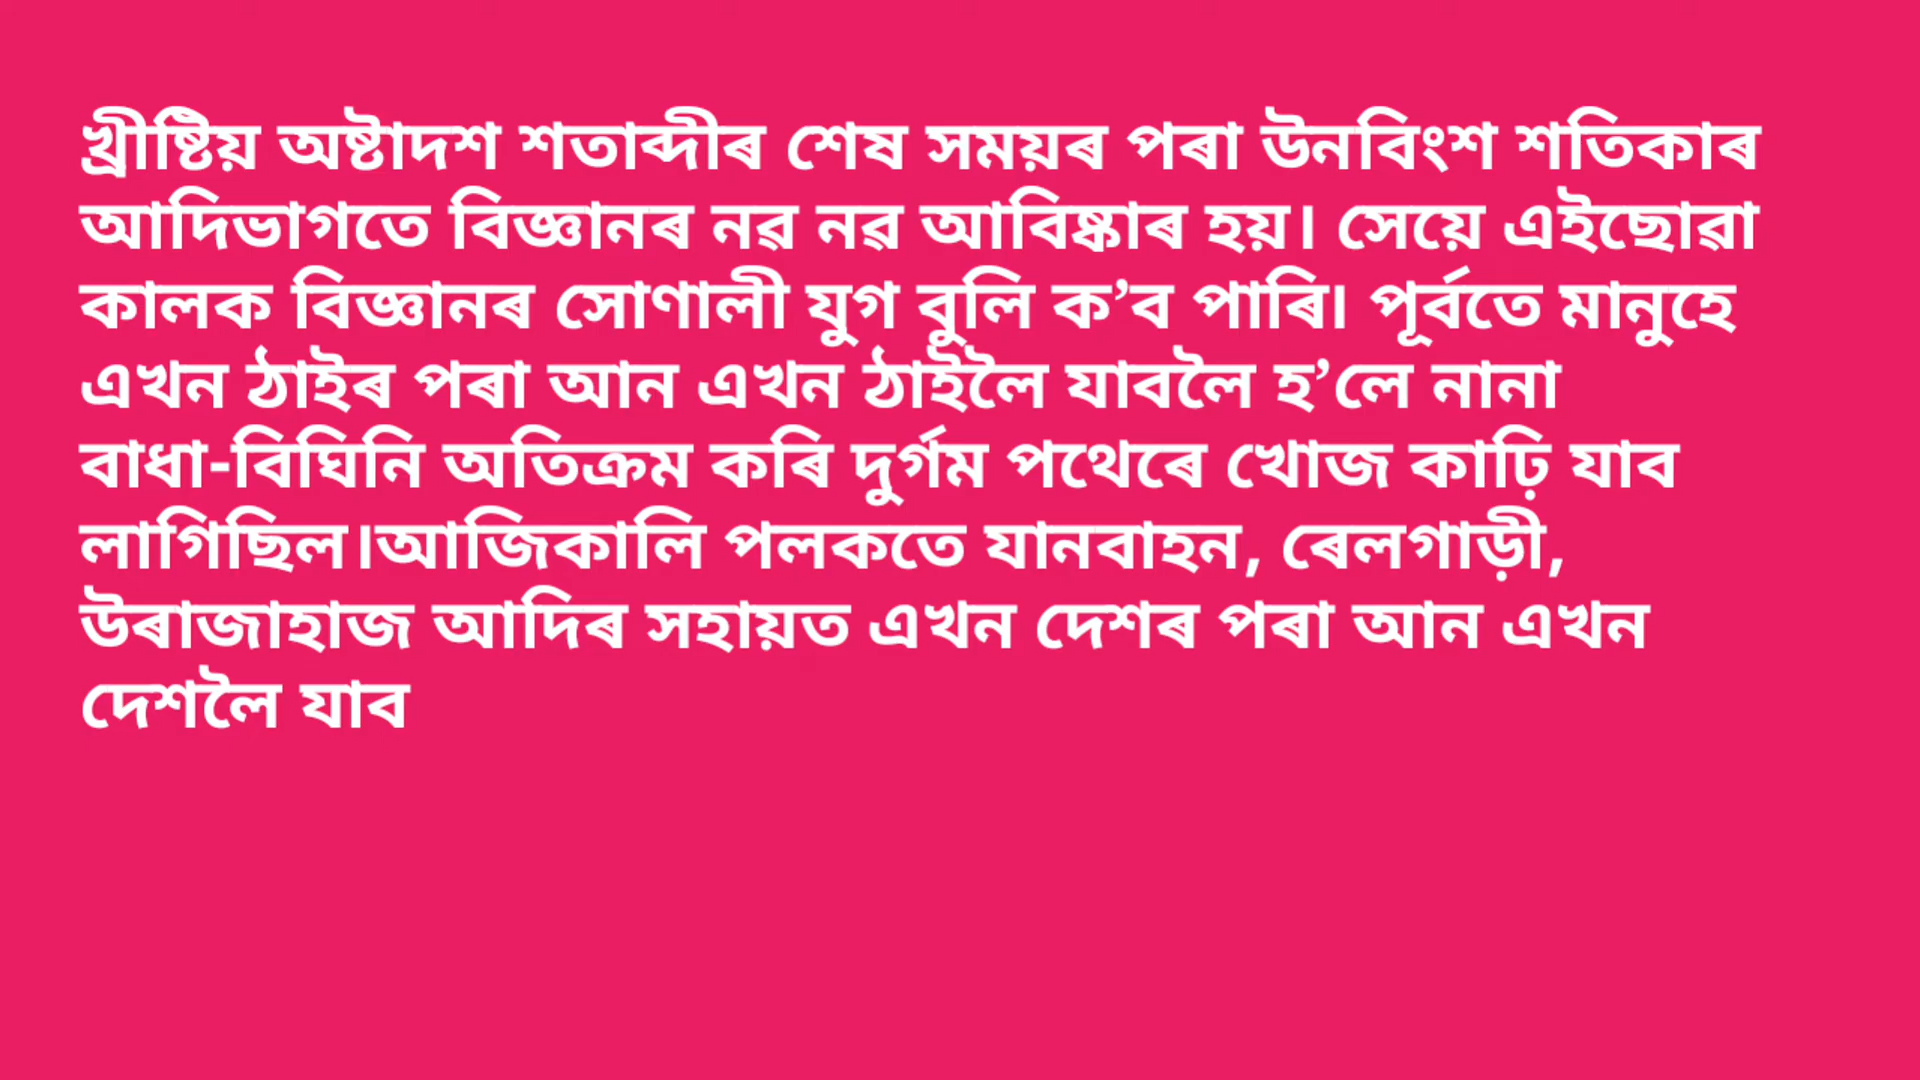 খ্ৰীষ্টিয় অষ্টাদশ শতাব্দীৰ শেষ সময়ৰ পৰা উনবিংশ শতিকাৰ
আদিভাগতে বিজ্ঞানৰ নৱ নৱ আবিষ্কাৰ হয়। সেয়ে এইছোৱা
কালক বিজ্ঞানৰ সোণালী যুগ বুলি ক’ব পাৰি। পূৰ্বতে মানুহে
এখন ঠাইৰ পৰা আন এখন ঠাইলৈ যাবলৈ হ’লে নানা
বাধা-বিঘিনি অতিক্ৰম কৰি দুৰ্গম পথেৰে খোজ কাঢ়ি যাব
লাগিছিল।আজিকালি পলকতে যানবাহন, ৰেলগাড়ী,
উৰাজাহাজ আদিৰ সহায়ত এখন দেশৰ পৰা আন এখন
দেশলৈ যাব